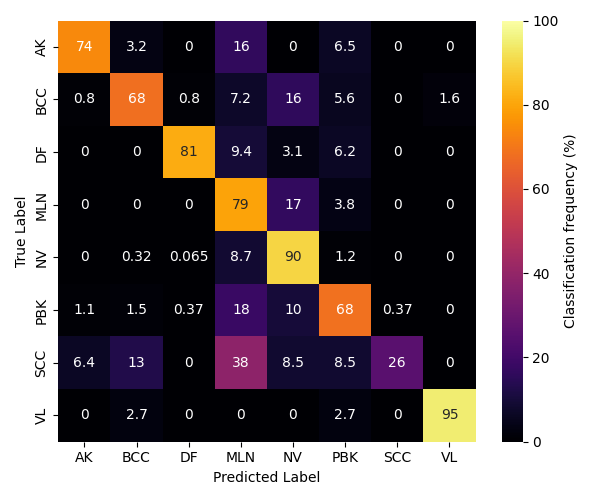 AK 74 3.2 0 16 0 6.5 0 0
BCC 0.8 68 0.8 7.2 16 5.6 0 1.6
DF 0 0 81 9.4 3.1 6.2 0 0
MLN 0 0 0 79 17 3.8 0 0
NV 0 0.32 0.065 8.7 90 1.2 0 0
PBK 1.1 1.5 0.37 18 10 68 0.37 0
SCC 6.4 13 0 38 8.5 8.5 26 0
VL 0 2.7 0 0 0 2.7 0 95
AK BCC DF MLN NV PBK SCC VL
Predicted Label
True Label
100
80
60
40
20
0
Classification frequency (%)